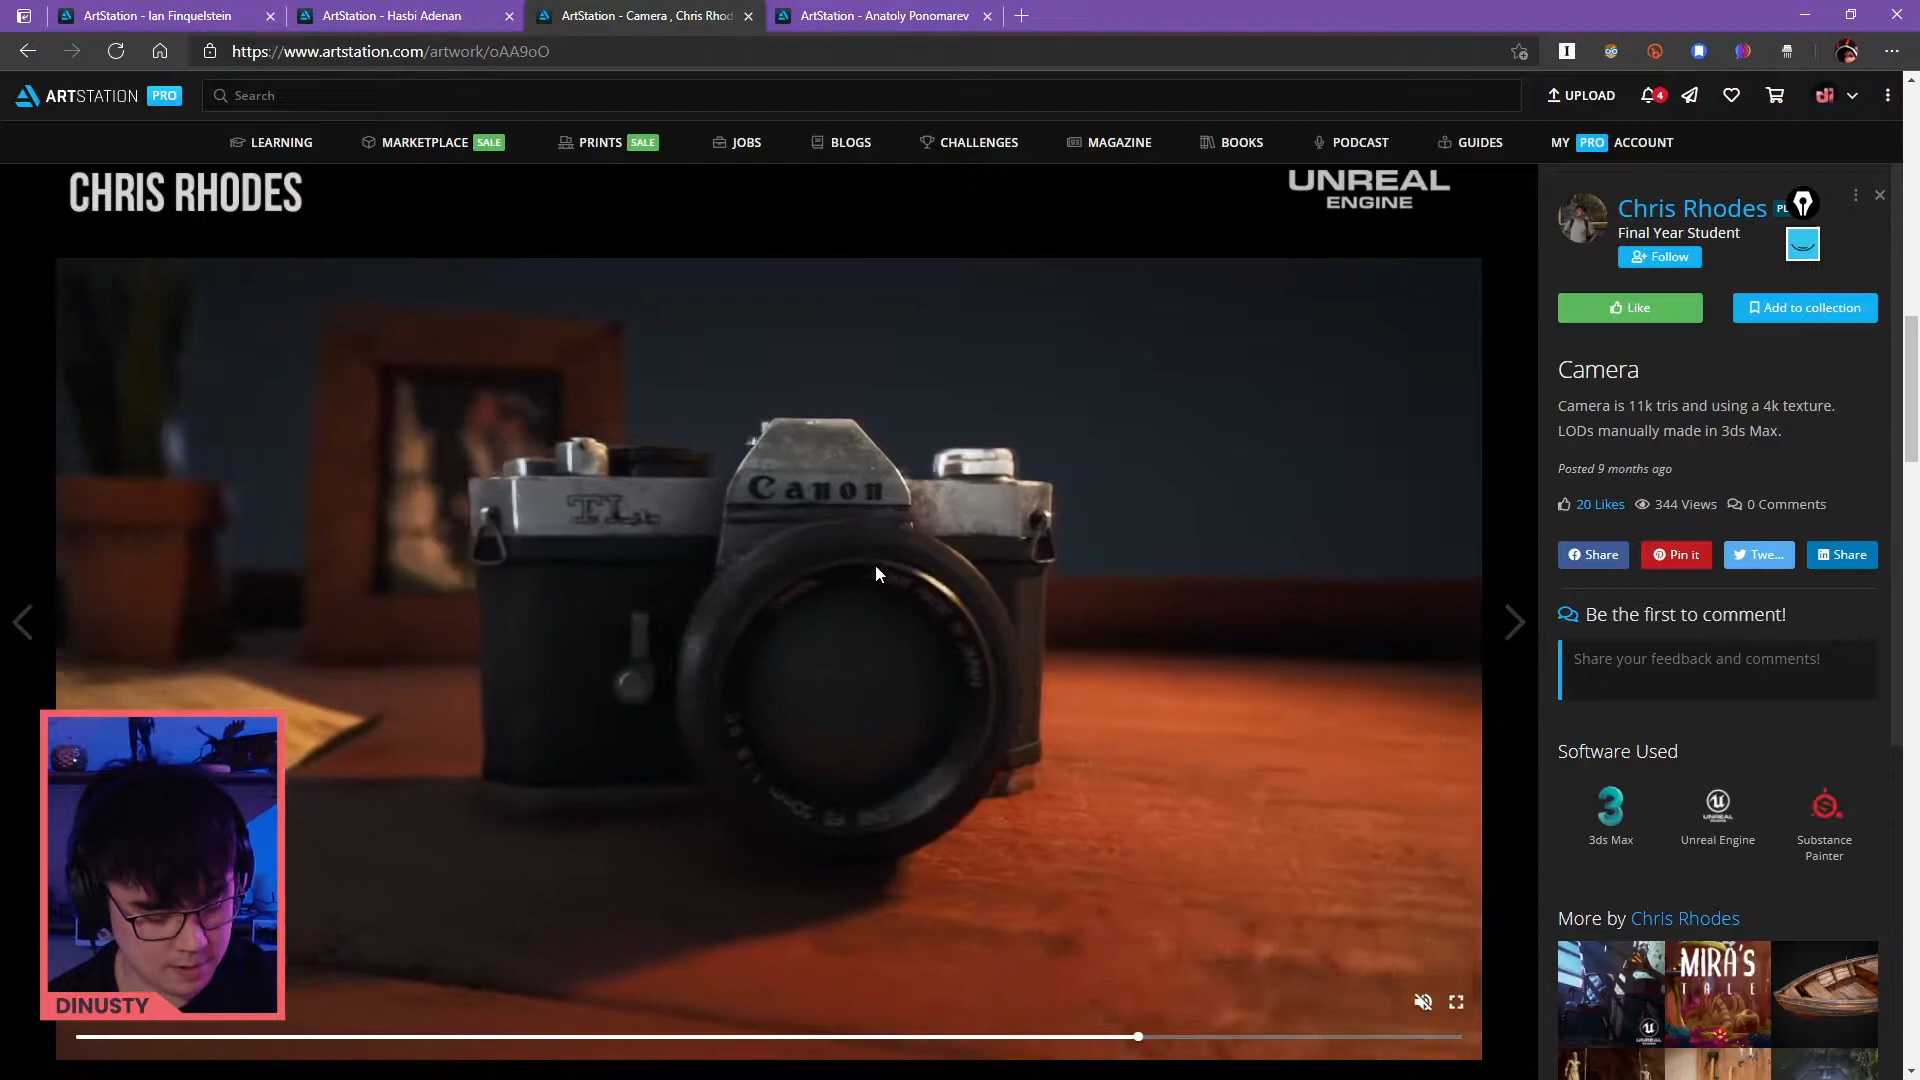 ArtStation - Ian Finquelstein
ArtStation - Hasbi Adenan
ArtStation - Camera , Chris Rhod
ArtStation - Anatoly Ponomarev
https://www.artstation.com/artwork/oAA9oO
ARTSTATION PRO
Search
UPLOAD
4
LEARNING
MARKETPLACE SALE
PRINTS SALE
JOBS
BLOGS
CHALLENGES
MAGAZINE
BOOKS
PODCAST
GUIDES
MY PRO ACCOUNT
CHRIS RHODES
UNREAL
ENGINE
Canon
TLb
DINUSTY
Chris Rhodes
Final Year Student
Follow
Like
Add to collection
Camera
Camera is 11k tris and using a 4k texture.
LODs manually made in 3ds Max.
Posted 9 months ago
20 Likes 344 Views 0 Comments
Share
Pin it
Twe...
Share
Be the first to comment!
Share your feedback and comments!
Software Used
3ds Max
Unreal Engine
Substance
Painter
More by Chris Rhodes
MIRA'S
TALE